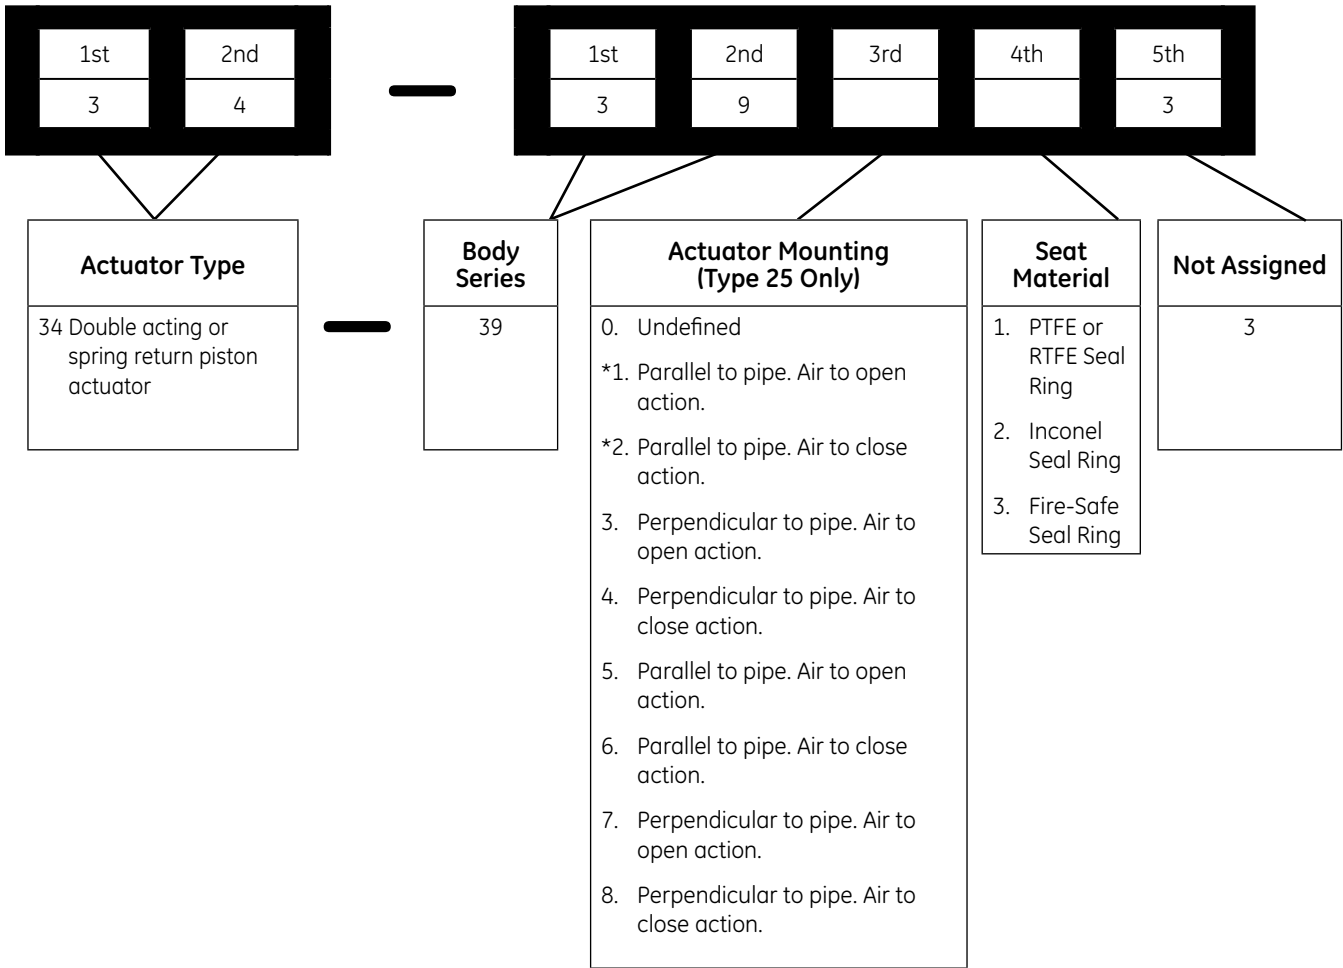 1st 2nd 1st 2nd 3rd 4th 5th
3 4 3 9 3
Actuator Type
34 Double acting or
spring return piston
actuator
Body
Series
39
Actuator Mounting
(Type 25 Only)
0. Undefined
*1. Parallel to pipe. Air to open
action.
*2. Parallel to pipe. Air to close
action.
3. Perpendicular to pipe. Air to
open action.
4. Perpendicular to pipe. Air to
close action.
5. Parallel to pipe. Air to open
action.
6. Parallel to pipe. Air to close
action.
7. Perpendicular to pipe. Air to
open action.
8. Perpendicular to pipe. Air to
close action.
Seat
Material
1. PTFE or
RTFE Seal
Ring
2. Inconel
Seal Ring
3. Fire-Safe
Seal Ring
Not Assigned
3